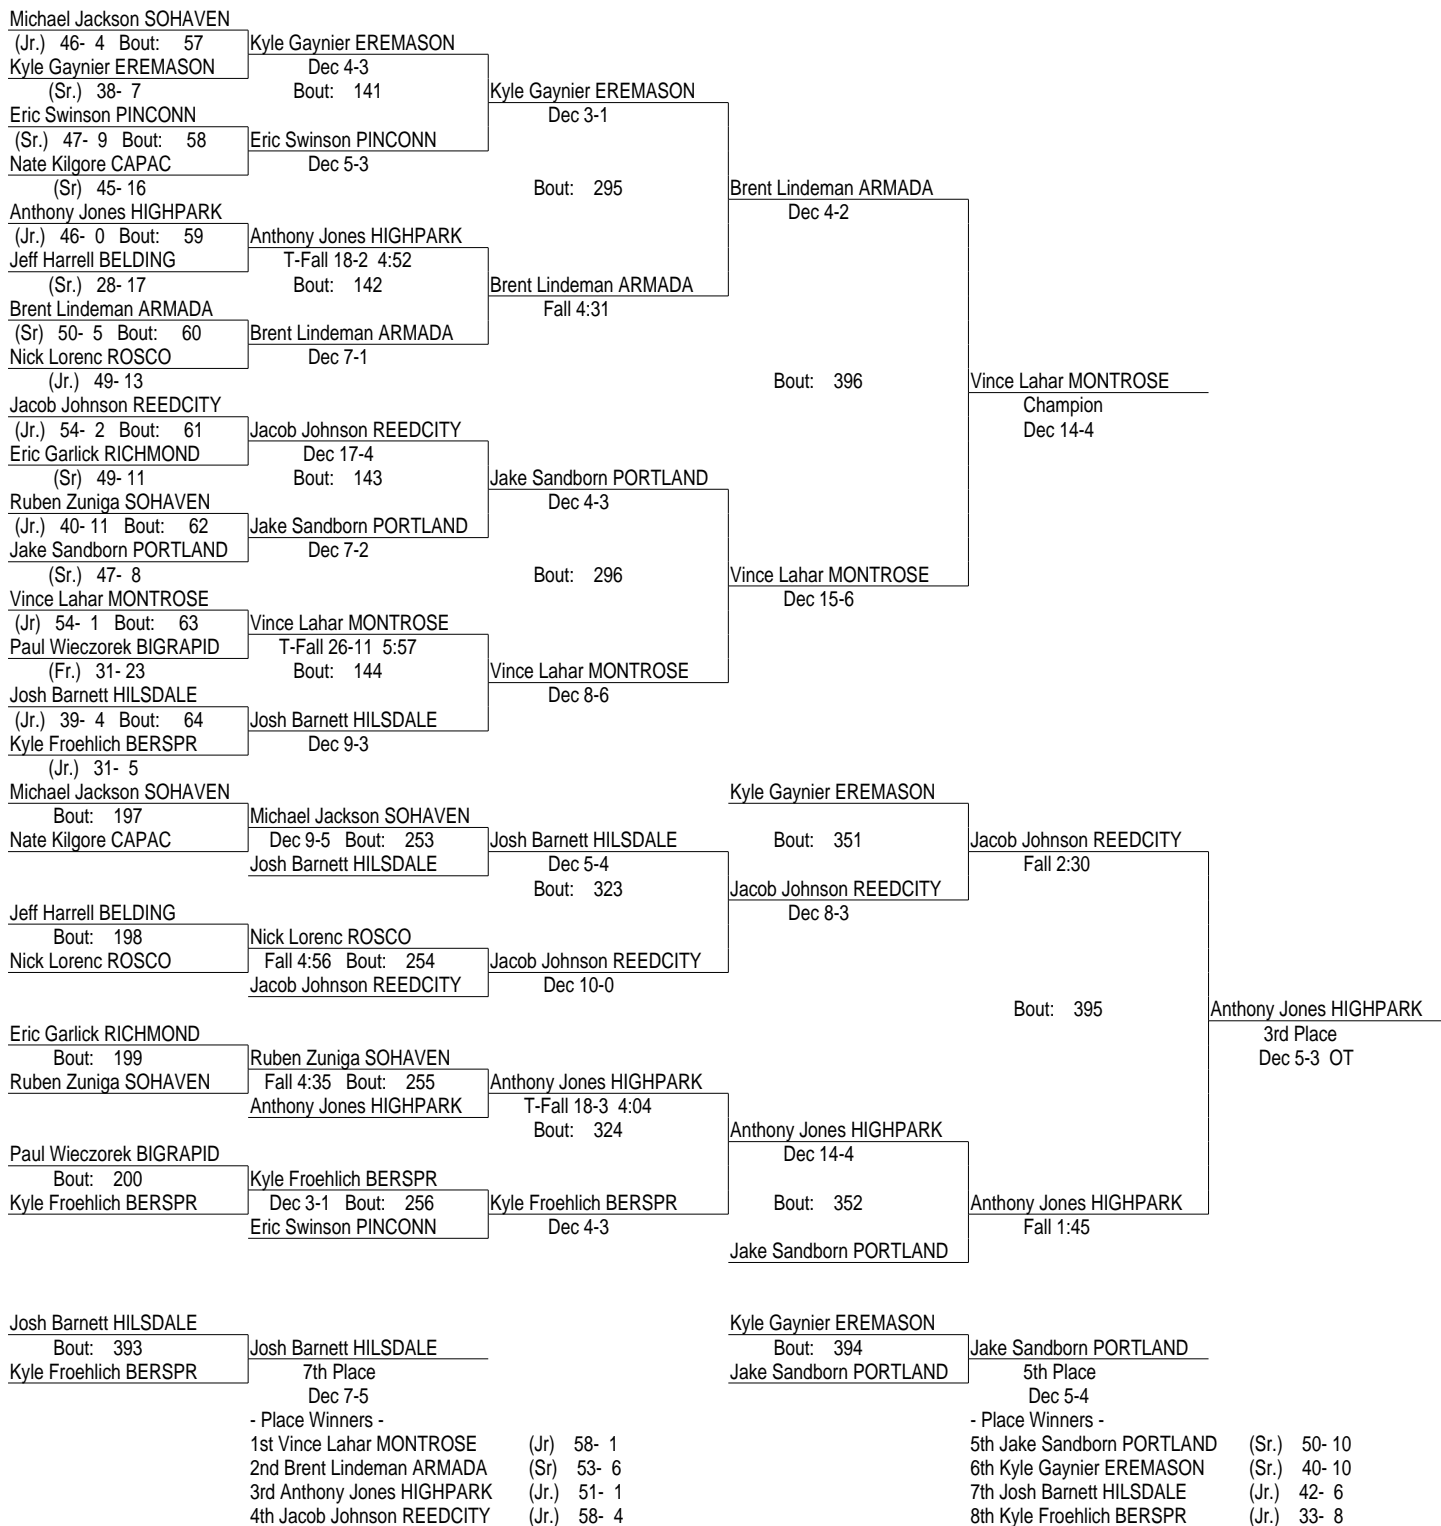 Michael Jackson SOHAVEN
(Jr.) 46- 4 Bout: 57 Kyle Gaynier EREMASON
Kyle Gaynier EREMASON Dec 4-3
(Sr.) 38- 7 Bout: 141 Kyle Gaynier EREMASON
Eric Swinson PINCONN Dec 3-1
(Sr.) 47- 9 Bout: 58 Eric Swinson PINCONN
Nate Kilgore CAPAC Dec 5-3
(Sr) 45- 16 Bout: 295 Brent Lindeman ARMADA
Anthony Jones HIGHPARK Dec 4-2
(Jr.) 46- 0 Bout: 59 Anthony Jones HIGHPARK
Jeff Harrell BELDING T-Fall 18-2 4:52
(Sr.) 28- 17 Bout: 142 Brent Lindeman ARMADA
Brent Lindeman ARMADA Fall 4:31
(Sr) 50- 5 Bout: 60 Brent Lindeman ARMADA
Nick Lorenc ROSCO Dec 7-1
(Jr.) 49- 13 Bout: 396 Vince Lahar MONTROSE
Jacob Johnson REEDCITY Champion
(Jr.) 54- 2 Bout: 61 Jacob Johnson REEDCITY Dec 14-4
Eric Garlick RICHMOND Dec 17-4
(Sr) 49- 11 Bout: 143 Jake Sandborn PORTLAND
Ruben Zuniga SOHAVEN Dec 4-3
(Jr.) 40- 11 Bout: 62 Jake Sandborn PORTLAND
Jake Sandborn PORTLAND Dec 7-2
(Sr.) 47- 8 Bout: 296 Vince Lahar MONTROSE
Vince Lahar MONTROSE Dec 15-6
(Jr) 54- 1 Bout: 63 Vince Lahar MONTROSE
Paul Wieczorek BIGRAPID T-Fall 26-11 5:57
(Fr.) 31- 23 Bout: 144 Vince Lahar MONTROSE
Josh Barnett HILSDALE Dec 8-6
(Jr.) 39- 4 Bout: 64 Josh Barnett HILSDALE
Kyle Froehlich BERSPR Dec 9-3
(Jr.) 31- 5
Michael Jackson SOHAVEN Kyle Gaynier EREMASON
Bout: 197 Michael Jackson SOHAVEN
Nate Kilgore CAPAC Dec 9-5 Bout: 253 Josh Barnett HILSDALE Bout: 351 Jacob Johnson REEDCITY
Josh Barnett HILSDALE Dec 5-4 Fall 2:30
Bout: 323 Jacob Johnson REEDCITY
Jeff Harrell BELDING Dec 8-3
Bout: 198 Nick Lorenc ROSCO
Nick Lorenc ROSCO Fall 4:56 Bout: 254 Jacob Johnson REEDCITY
Jacob Johnson REEDCITY Dec 10-0
Bout: 395 Anthony Jones HIGHPARK
Eric Garlick RICHMOND 3rd Place
Bout: 199 Ruben Zuniga SOHAVEN Dec 5-3 OT
Ruben Zuniga SOHAVEN Fall 4:35 Bout: 255 Anthony Jones HIGHPARK
Anthony Jones HIGHPARK T-Fall 18-3 4:04
Bout: 324 Anthony Jones HIGHPARK
Paul Wieczorek BIGRAPID Dec 14-4
Bout: 200 Kyle Froehlich BERSPR
Kyle Froehlich BERSPR Dec 3-1 Bout: 256 Kyle Froehlich BERSPR Bout: 352 Anthony Jones HIGHPARK
Eric Swinson PINCONN Dec 4-3 Fall 1:45
Jake Sandborn PORTLAND
Josh Barnett HILSDALE Kyle Gaynier EREMASON
Bout: 393 Josh Barnett HILSDALE Bout: 394 Jake Sandborn PORTLAND
Kyle Froehlich BERSPR 7th Place Jake Sandborn PORTLAND 5th Place
Dec 7-5 Dec 5-4
- Place Winners - - Place Winners -
1st Vince Lahar MONTROSE (Jr) 58- 1 5th Jake Sandborn PORTLAND (Sr.) 50- 10
2nd Brent Lindeman ARMADA (Sr) 53- 6 6th Kyle Gaynier EREMASON (Sr.) 40- 10
3rd Anthony Jones HIGHPARK (Jr.) 51- 1 7th Josh Barnett HILSDALE (Jr.) 42- 6
4th Jacob Johnson REEDCITY (Jr.) 58- 4 8th Kyle Froehlich BERSPR (Jr.) 33- 8